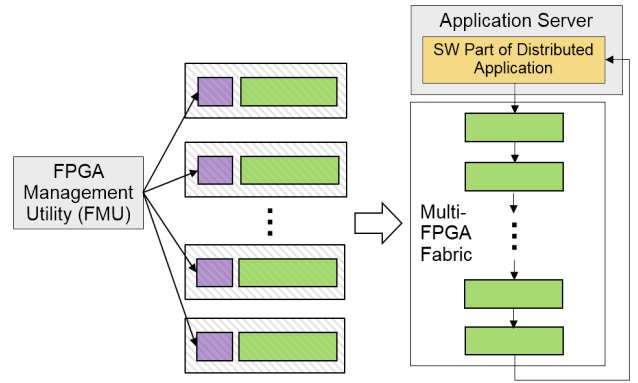 Application Server
SW Part of Distributed
Application
FPGA
Management
Utility (FMU)
Multi-
FPGA
Fabric